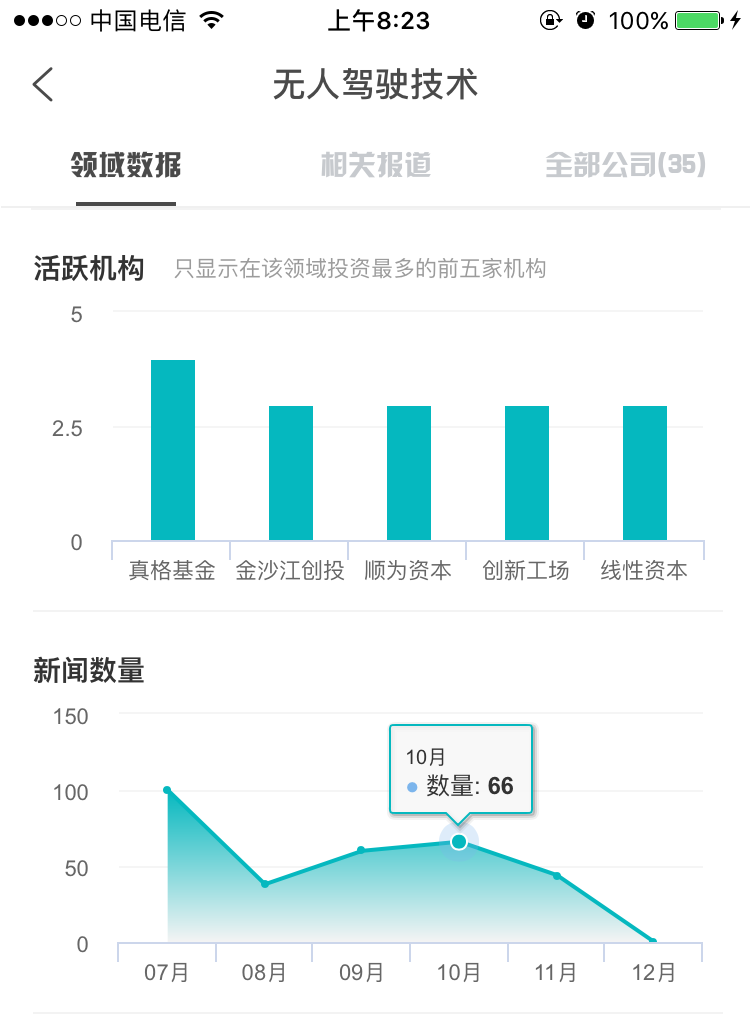 中国电信 上午8:23 100%
无人驾驶技术
领域数据 相关报道 全部公司(35)
活跃机构 只显示在该领域投资最多的前五家机构
5
2.5
0
真格基金 金沙江创投 顺为资本 创新工场 线性资本
新闻数量
150
100
50
0
10月
数量: 66
07月 08月 09月 10月 11月 12月